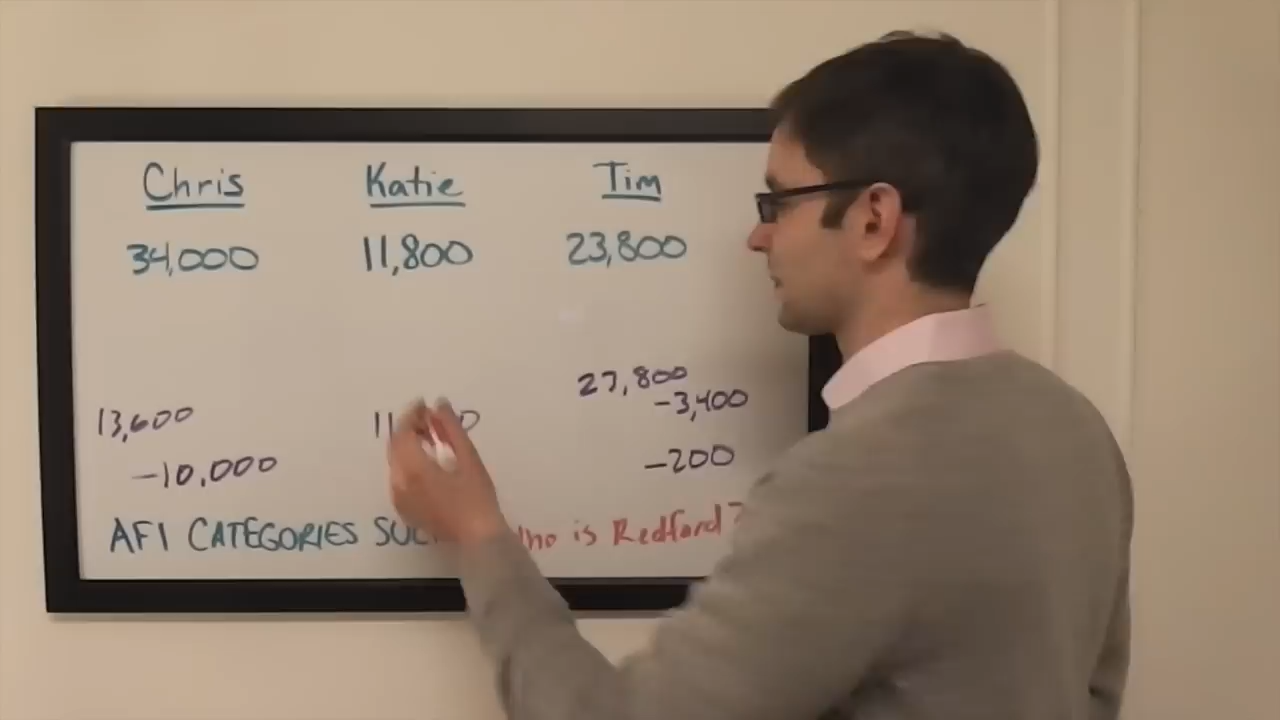 Chris Katie Tim
34,000 11,800 23,800
27,800
-3,400
13,600
-10,000 -200
AFI CATEGORIES is Redford?